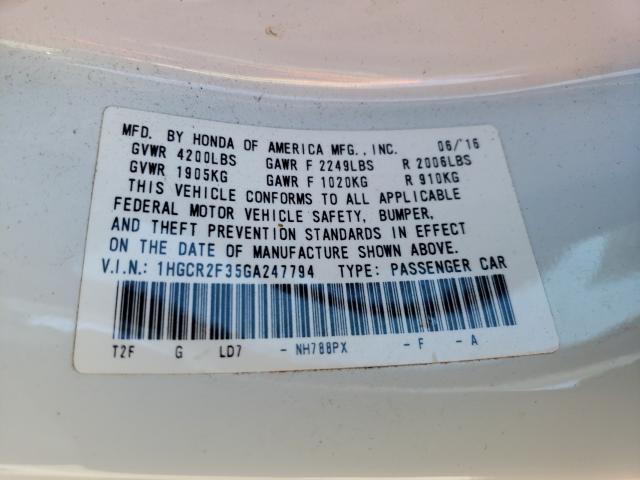 MFD. BY HONDA OF AMERICA MFG., INC. 06/'16
GVWR 4200LBS GAWR F 2249LBS R 2006LBS
GVWR 1905KG GAWR F 1020KG R 910KG
THIS VEHICLE CONFORMS TO ALL APPLICABLE
FEDERAL MOTOR VEHICLE SAFETY, BUMPER,
AND THEFT PREVENTION STANDARDS IN EFFECT
ON THE DATE OF MANUFACTURE SHOWN ABOVE.
V.I.N.: 1HGCR2F35GA247794 TYPE: PASSENGER CAR
T2F G LD7 - NH788PX - F - A